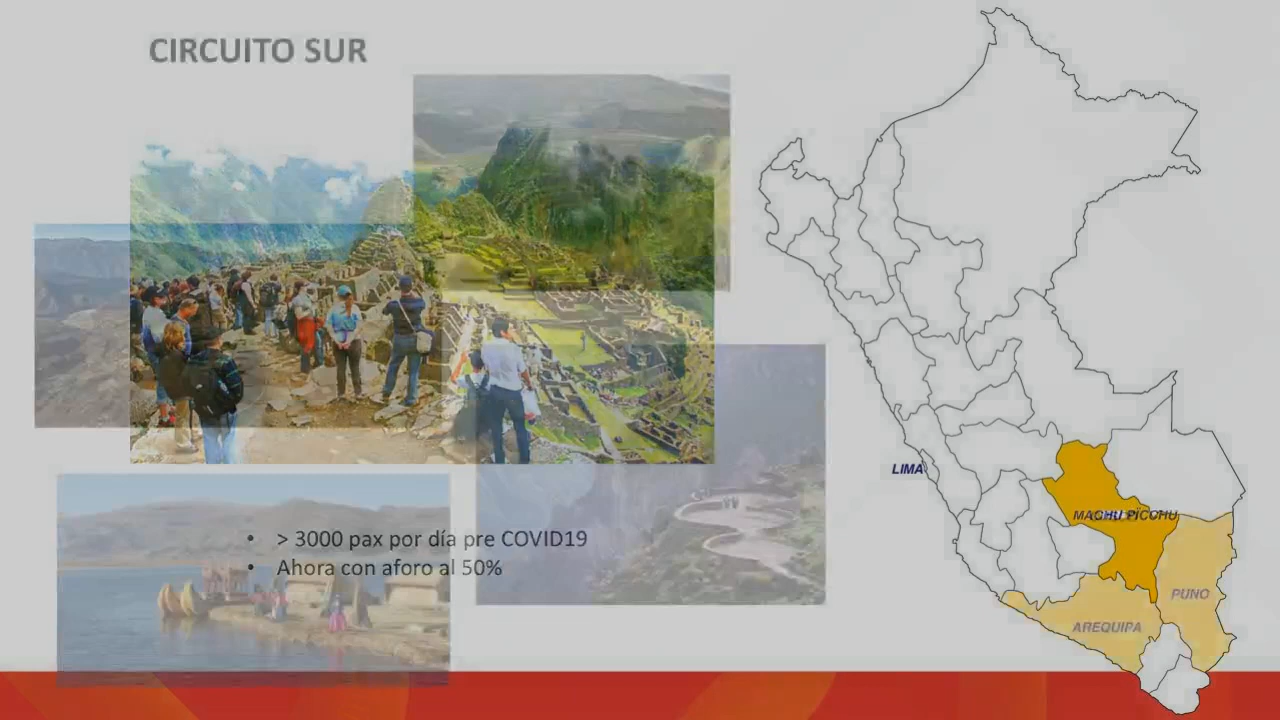 CIRCUITO SUR
• > 3000 pax por día pre COVID19
• Ahora con aforo al 50%
LIMA
MACHU PICCHU
PUNO
AREQUIPA